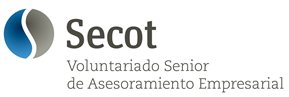 Secot
Voluntariado Senior
de Asesoramiento Empresarial